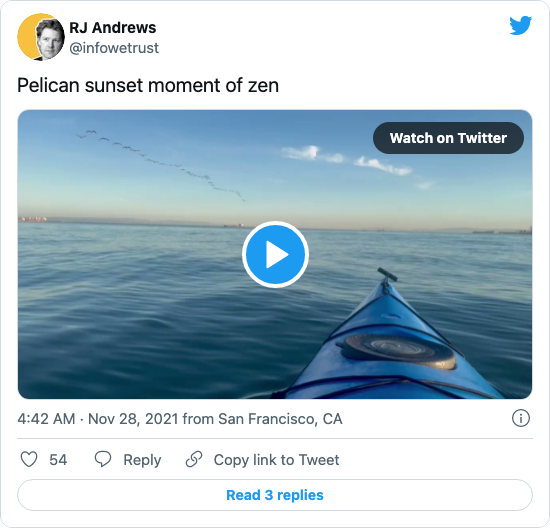 RJ Andrews
@infowetrust
Pelican sunset moment of zen
Watch on Twitter
4:42 AM · Nov 28, 2021 from San Francisco, CA
54 Reply Copy link to Tweet
Read 3 replies